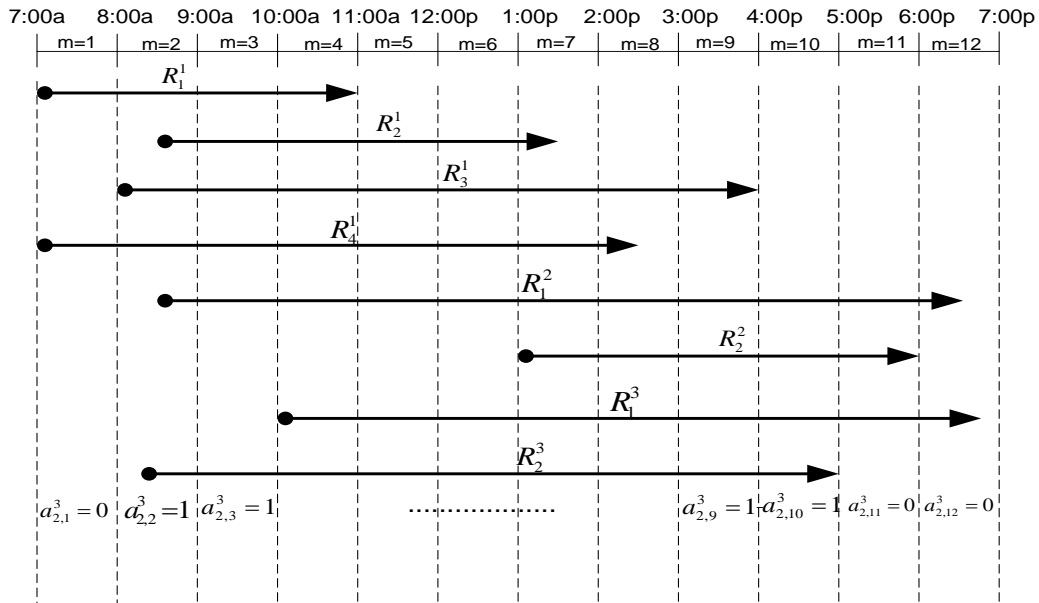 7:00a 8:00a 9:00a 10:00a 11:00a 12:00p 1:00p 2:00p 3:00p 4:00p 5:00p 6:00p 7:00p
m=1 m=2 m=3 m=4 m=5 m=6 m=7 m=8 m=9 m=10 m=11 m=12
R_1^1
R_2^1
R_3^1
R_4^1
R_1^2
R_2^2
R_1^3
R_2^3
a_{2,1}^3 = 0 a_{2,2}^3 = 1 a_{2,3}^3 = 1 .................... a_{2,9}^3 = 1 a_{2,10}^3 = 1 a_{2,11}^3 = 0 a_{2,12}^3 = 0